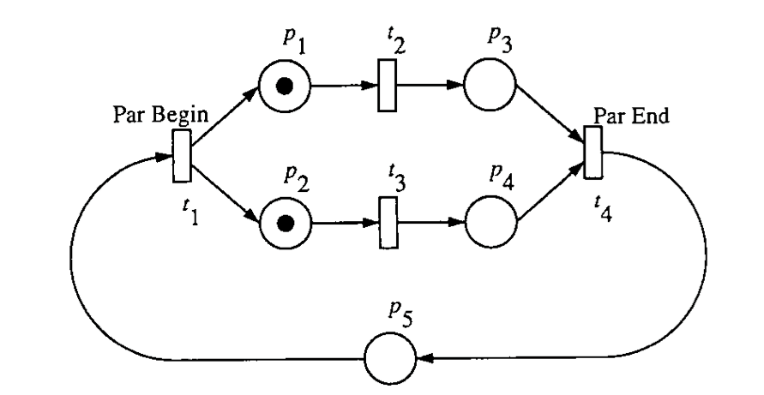 p1
t2
p3
Par Begin
Par End
t1
p2
t3
p4
t4
p5